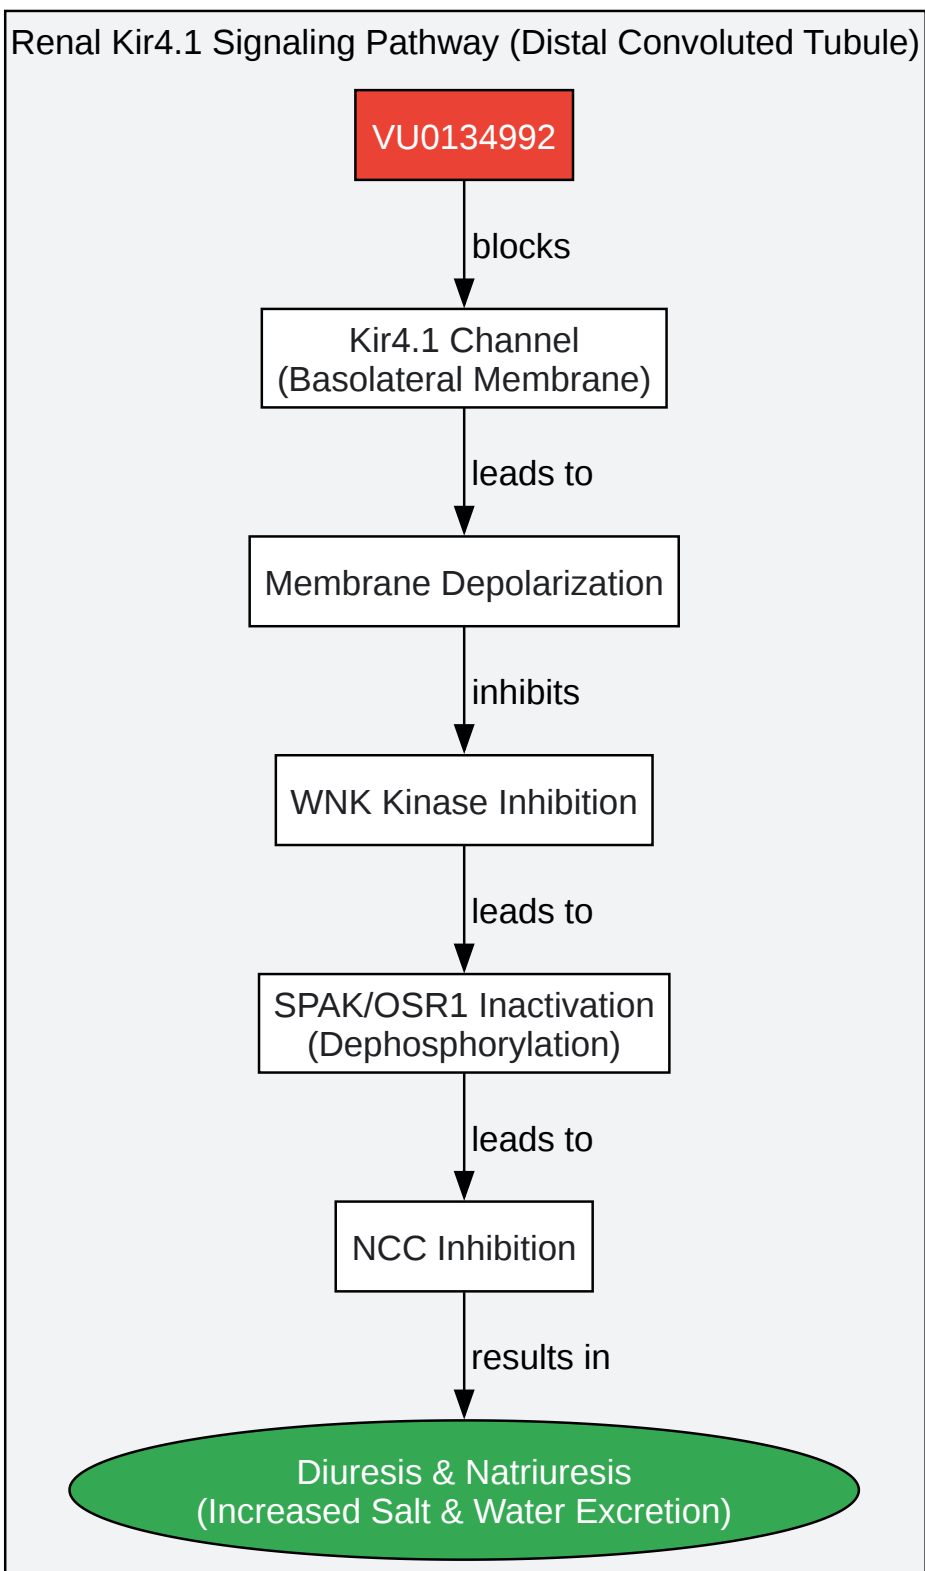 Renal Kir4.1 Signaling Pathway (Distal Convoluted Tubule)
VU0134992
blocks
Kir4.1 Channel
(Basolateral Membrane)
leads to
Membrane Depolarization
inhibits
WNK Kinase Inhibition
leads to
SPAK/OSR1 Inactivation
(Dephosphorylation)
leads to
NCC Inhibition
results in
Diuresis & Natriuresis
(Increased Salt & Water Excretion)